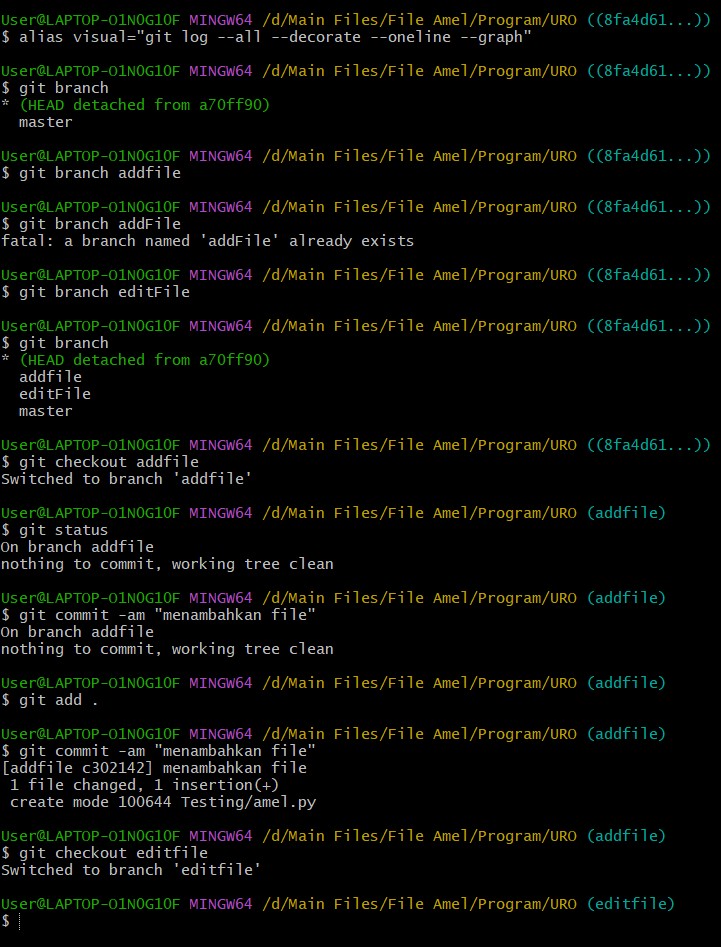 User@LAPTOP-O1N0G10F MINGW64 /d/Main Files/File Amel/Program/URO ((8fa4d61...))
$ alias visual="git log --all --decorate --oneline --graph"
User@LAPTOP-O1N0G10F MINGW64 /d/Main Files/File Amel/Program/URO ((8fa4d61...))
$ git branch
* (HEAD detached from a70ff90)
  master
User@LAPTOP-O1N0G10F MINGW64 /d/Main Files/File Amel/Program/URO ((8fa4d61...))
$ git branch addfile
User@LAPTOP-O1N0G10F MINGW64 /d/Main Files/File Amel/Program/URO ((8fa4d61...))
$ git branch addFile
fatal: a branch named 'addFile' already exists
User@LAPTOP-O1N0G10F MINGW64 /d/Main Files/File Amel/Program/URO ((8fa4d61...))
$ git branch editFile
User@LAPTOP-O1N0G10F MINGW64 /d/Main Files/File Amel/Program/URO ((8fa4d61...))
$ git branch
* (HEAD detached from a70ff90)
  addfile
  editFile
  master
User@LAPTOP-O1N0G10F MINGW64 /d/Main Files/File Amel/Program/URO ((8fa4d61...))
$ git checkout addfile
Switched to branch 'addfile'
User@LAPTOP-O1N0G10F MINGW64 /d/Main Files/File Amel/Program/URO (addfile)
$ git status
On branch addfile
nothing to commit, working tree clean
User@LAPTOP-O1N0G10F MINGW64 /d/Main Files/File Amel/Program/URO (addfile)
$ git commit -am "menambahkan file"
On branch addfile
nothing to commit, working tree clean
User@LAPTOP-O1N0G10F MINGW64 /d/Main Files/File Amel/Program/URO (addfile)
$ git add .
User@LAPTOP-O1N0G10F MINGW64 /d/Main Files/File Amel/Program/URO (addfile)
$ git commit -am "menambahkan file"
[addfile c302142] menambahkan file
 1 file changed, 1 insertion(+)
 create mode 100644 Testing/amel.py
User@LAPTOP-O1N0G10F MINGW64 /d/Main Files/File Amel/Program/URO (addfile)
$ git checkout editfile
Switched to branch 'editfile'
User@LAPTOP-O1N0G10F MINGW64 /d/Main Files/File Amel/Program/URO (editfile)
$